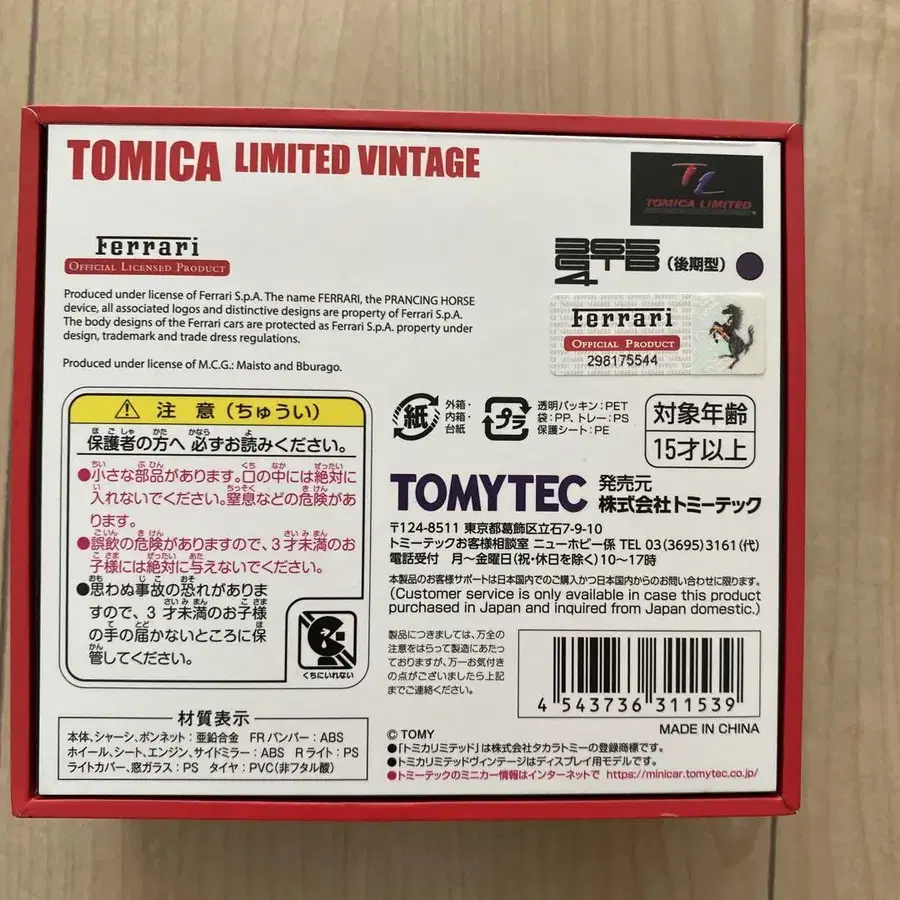 TOMICA LIMITED VINTAGE
TL
TOMICA LIMITED
Ferrari
OFFICIAL LICENSED PRODUCT
365
GTB
4
(後期型)
Produced under license of Ferrari S.p.A. The name FERRARI, the PRANCING HORSE
device, all associated logos and distinctive designs are property of Ferrari S.p.A.
The body designs of the Ferrari cars are protected as Ferrari S.p.A. property under
design, trademark and trade dress regulations.
Produced under license of M.C.G.: Maisto and Bburago.
Ferrari
OFFICIAL PRODUCT
298175544
注意(ちゅうい)
保護者の方へ 必ずお読みください。
●小さな部品があります。口の中には絶対に
入れないでください。窒息などの危険があ
ります。
●誤飲の危険がありますので、3才未満のお
子様には絶対に与えないでください。
●思わぬ事故の恐れがありま
すので、3才未満のお子様
の手の届かないところに保
管してください。
くちにいれない
紙
外箱・
内箱・
台紙
プラ
透明パッキン:PET
袋:PP、トレー:PS
保護シート:PE
対象年齢
15才以上
TOMYTEC 発売元
株式会社トミーテック
〒124-8511 東京都葛飾区立石7-9-10
トミーテックお客様相談室 ニューホビー係 TEL 03(3695)3161(代)
電話受付 月〜金曜日(祝・休日を除く)10〜17時
本製品のお客様サポートは日本国内でのご購入かつ日本国内からのお問い合わせに限ります。
(Customer service is only available in case this product
purchased in Japan and inquired from Japan domestic.)
製品につきましては、万全の
注意をはらって製造にあたっ
ておりますが、万一お気付き
の点がございましたら上記
までご連絡ください。
4 543736 311539
MADE IN CHINA
材質表示
本体、シャーシ、ボンネット:亜鉛合金 FRバンパー:ABS
ホイール、シート、エンジン、サイドミラー:ABS Rライト:PS
ライトカバー、窓ガラス:PS タイヤ:PVC(非フタル酸)
© TOMY
●「トミカリミテッド」は株式会社タカラトミーの登録商標です。
●トミカリミテッドヴィンテージはディスプレイ用モデルです。
●トミーテックのミニカー情報はインターネットで https://minicar.tomytec.co.jp/